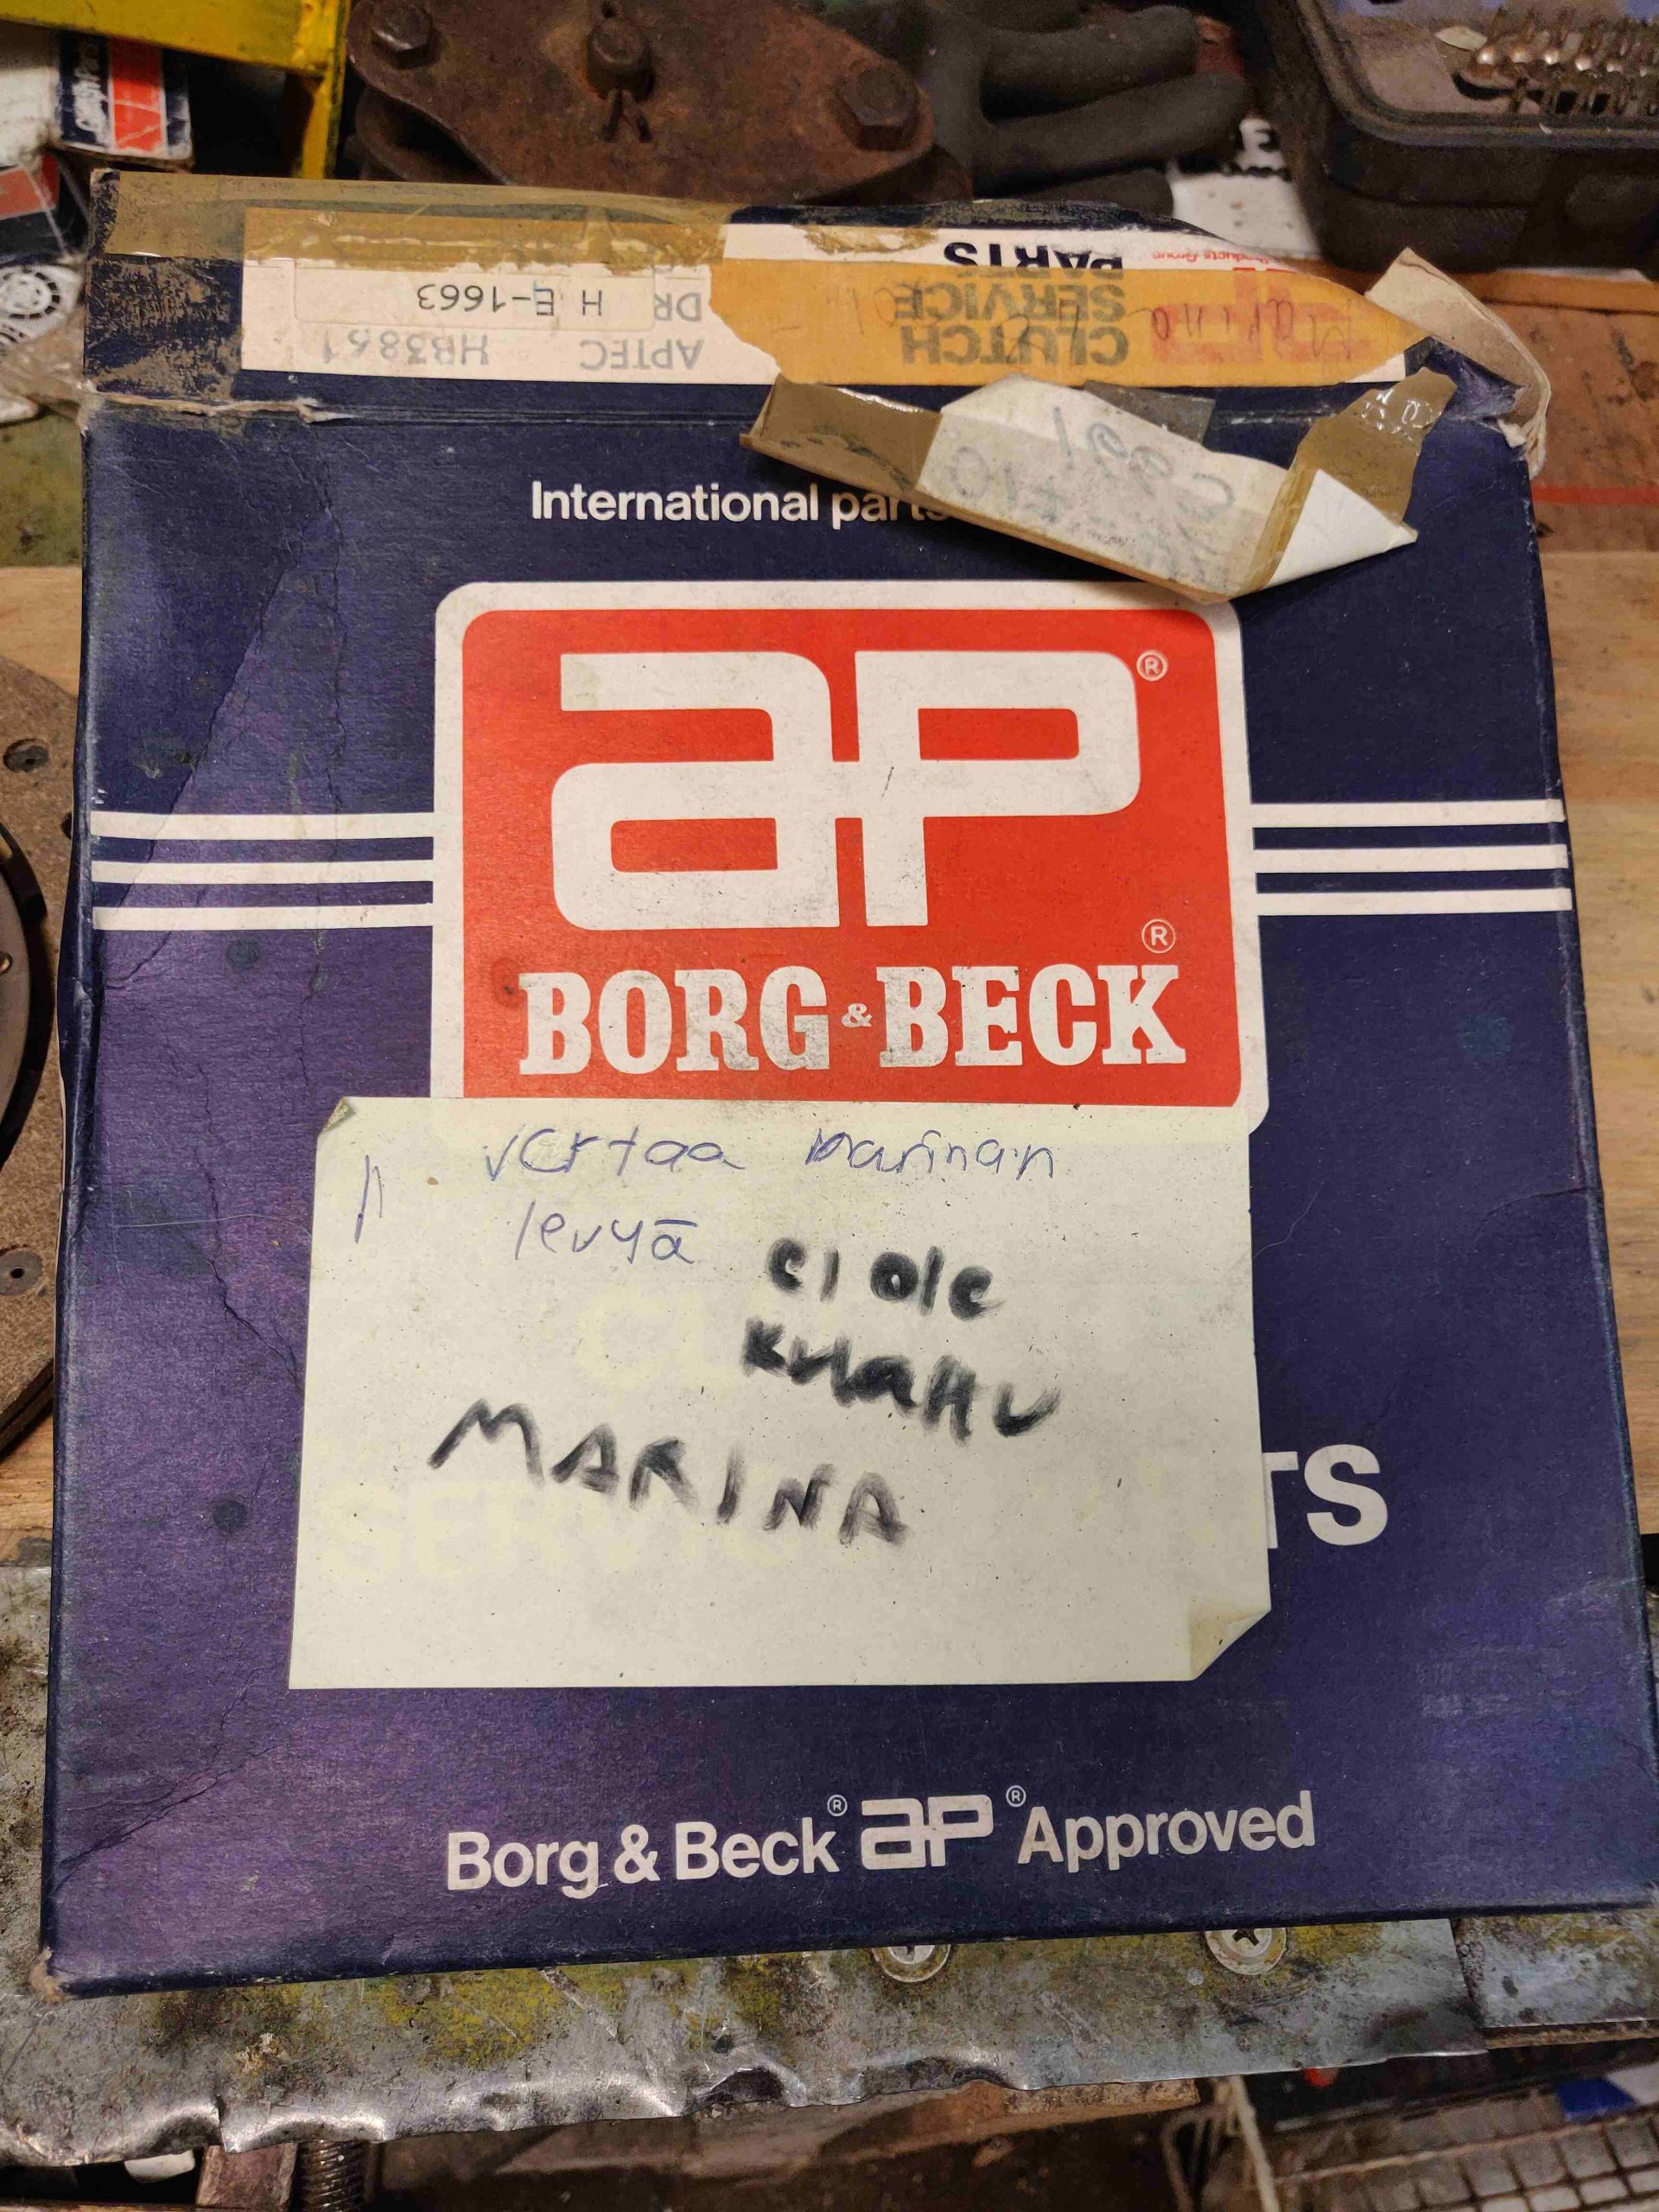 PARTS
SERVICE
CLUTCH
H E-1663
DR
APTEC HB3861
International parts
ap®
BORG & BECK®
vertaa marinan
levyä
ei ole
MARINA
TS
Borg & Beck® ap® Approved